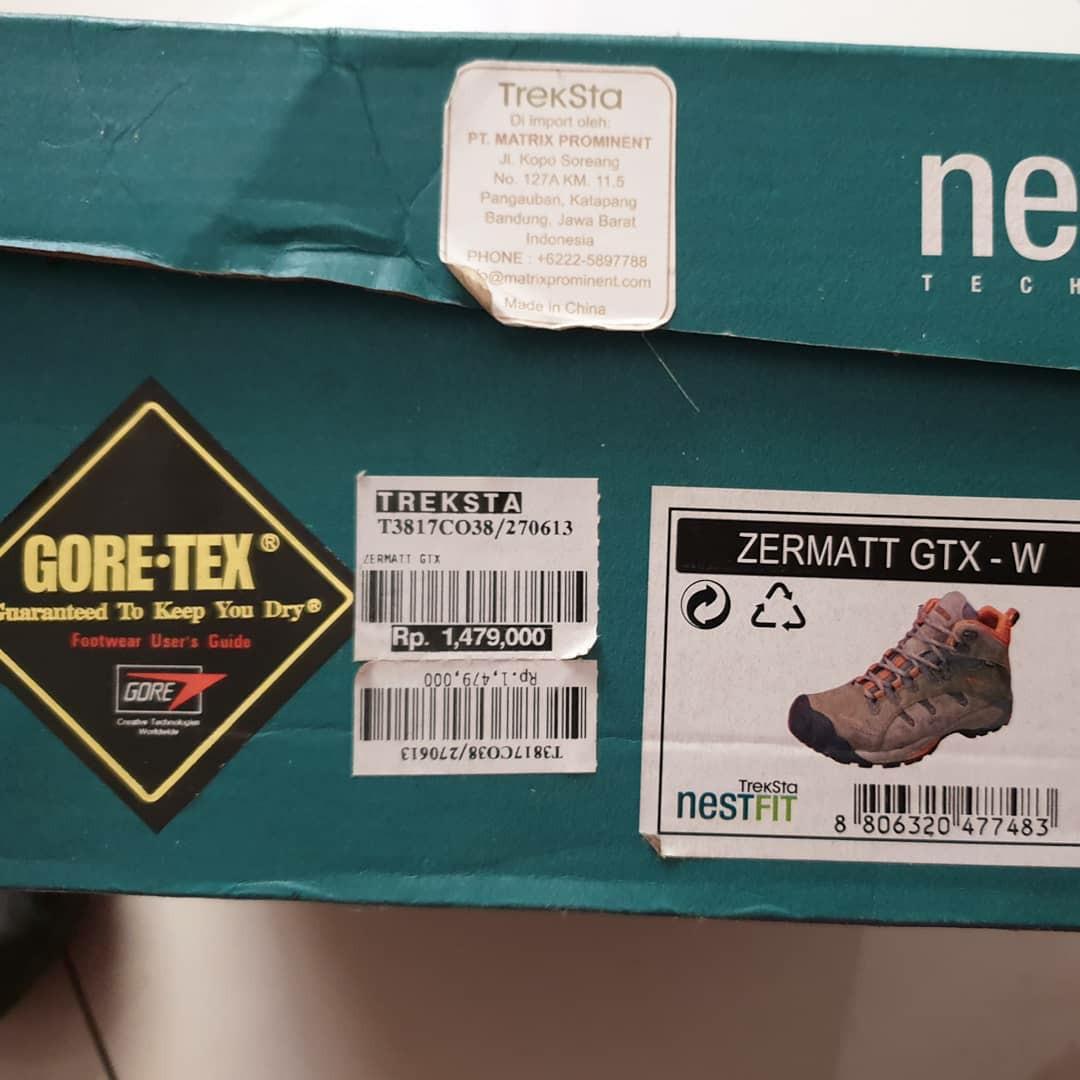 TreKSta
Di import oleh:
PT. MATRIX PROMINENT
Jl. Kopo Soreang
No. 127A KM. 11.5
Pangauban, Katapang
Bandung, Jawa Barat
Indonesia
PHONE : +6222-5897788
@matrixprominent.com
Made in China
ne
TECH
GORE-TEX®
Guaranteed To Keep You Dry®
Footwear User's Guide
GORE
Creative Technologies
Worldwide
TREKSTA
T3817CO38/270613
ZERMATT GTX
Rp. 1,479,000
Rp.1,479,000
T3817CO38/270613
ZERMATT GTX - W
TreKSta
nestFIT
8 806320 477483